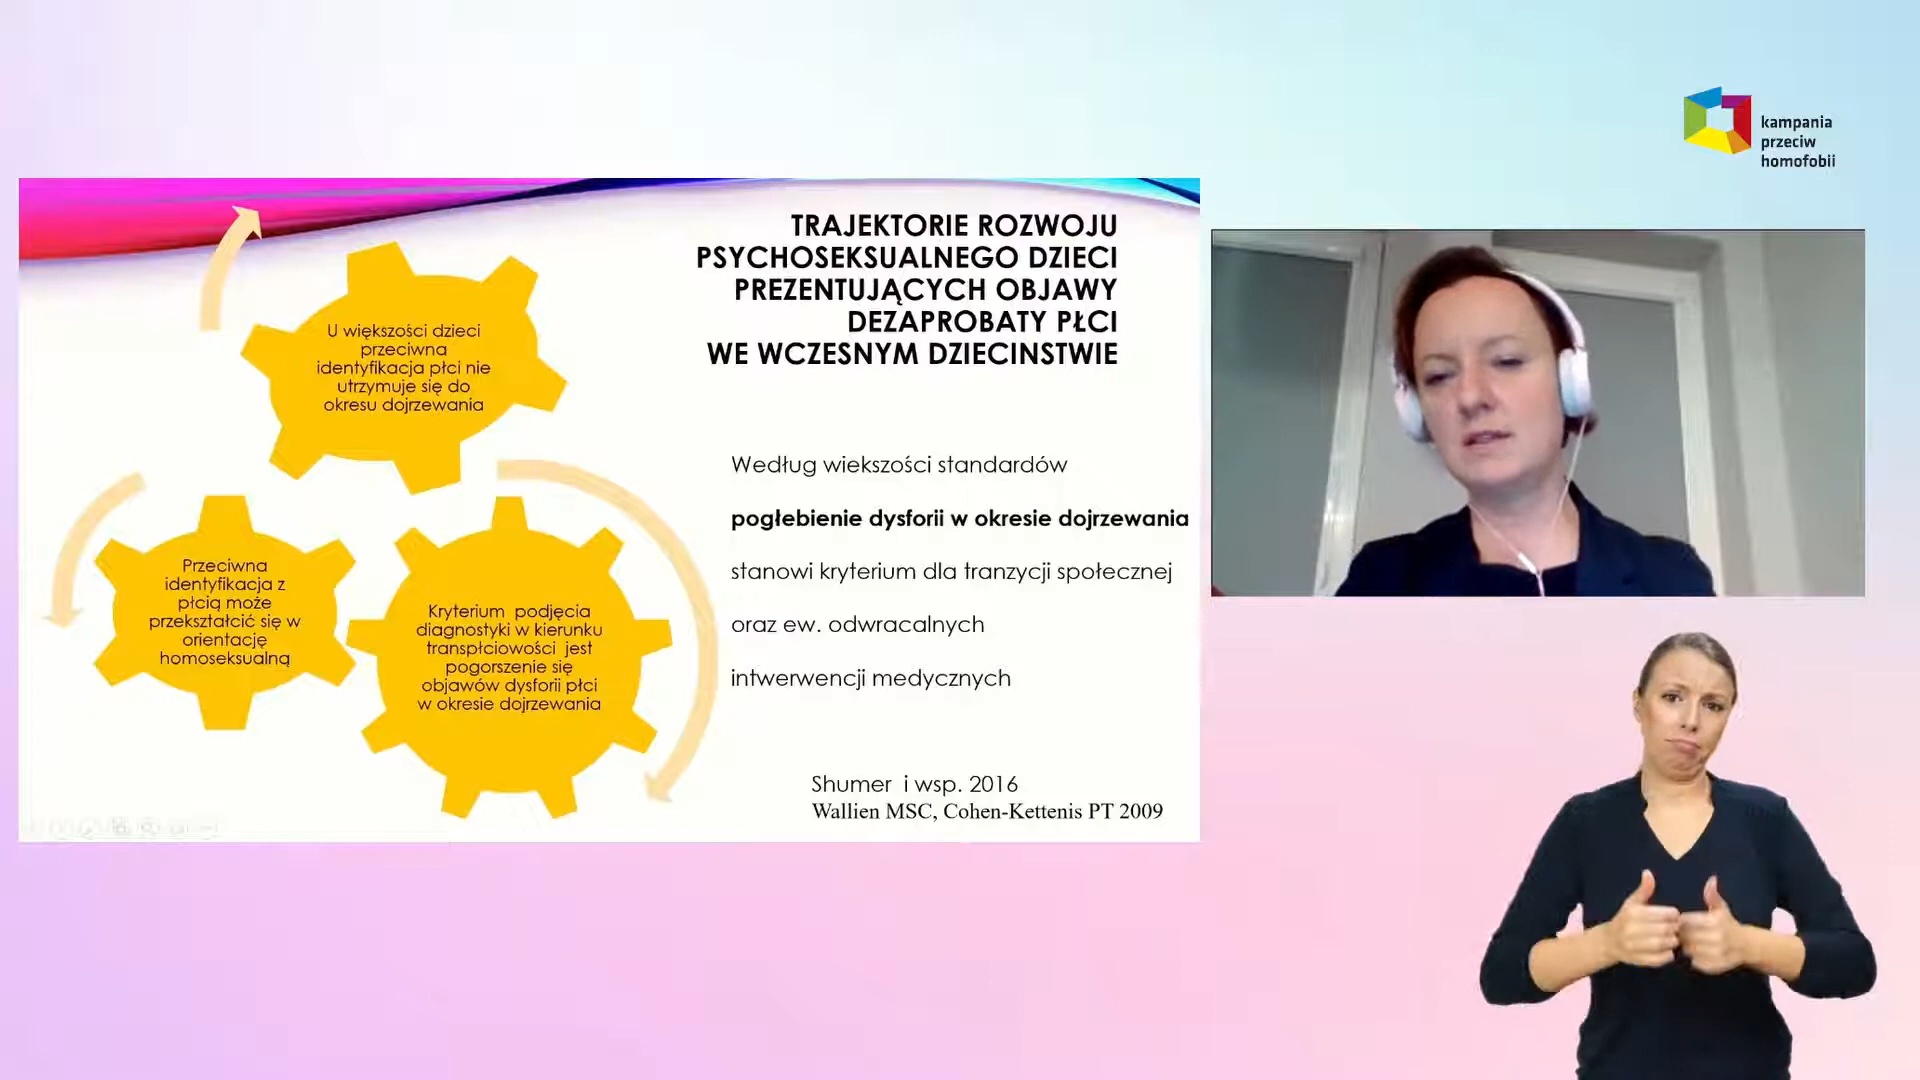 kampania
przeciw
homofobii
TRAJEKTORIE ROZWOJU
PSYCHOSEKSUALNEGO DZIECI
PREZENTUJĄCYCH OBJAWY
DEZAPROBATY PŁCI
WE WCZESNYM DZIECINSTWIE
U większości dzieci
przeciwna
identyfikacja płci nie
utrzymuje się do
okresu dojrzewania
Przeciwna
identyfikacja z
płcią może
przekształcić się w
orientację
homoseksualną
Kryterium podjęcia
diagnostyki w kierunku
transpłciowości jest
pogorszenie się
objawów dysforii płci
w okresie dojrzewania
Według wiekszości standardów
pogłebienie dysforii w okresie dojrzewania
stanowi kryterium dla tranzycji społecznej
oraz ew. odwracalnych
intwerwencji medycznych
Shumer i wsp. 2016
Wallien MSC, Cohen-Kettenis PT 2009